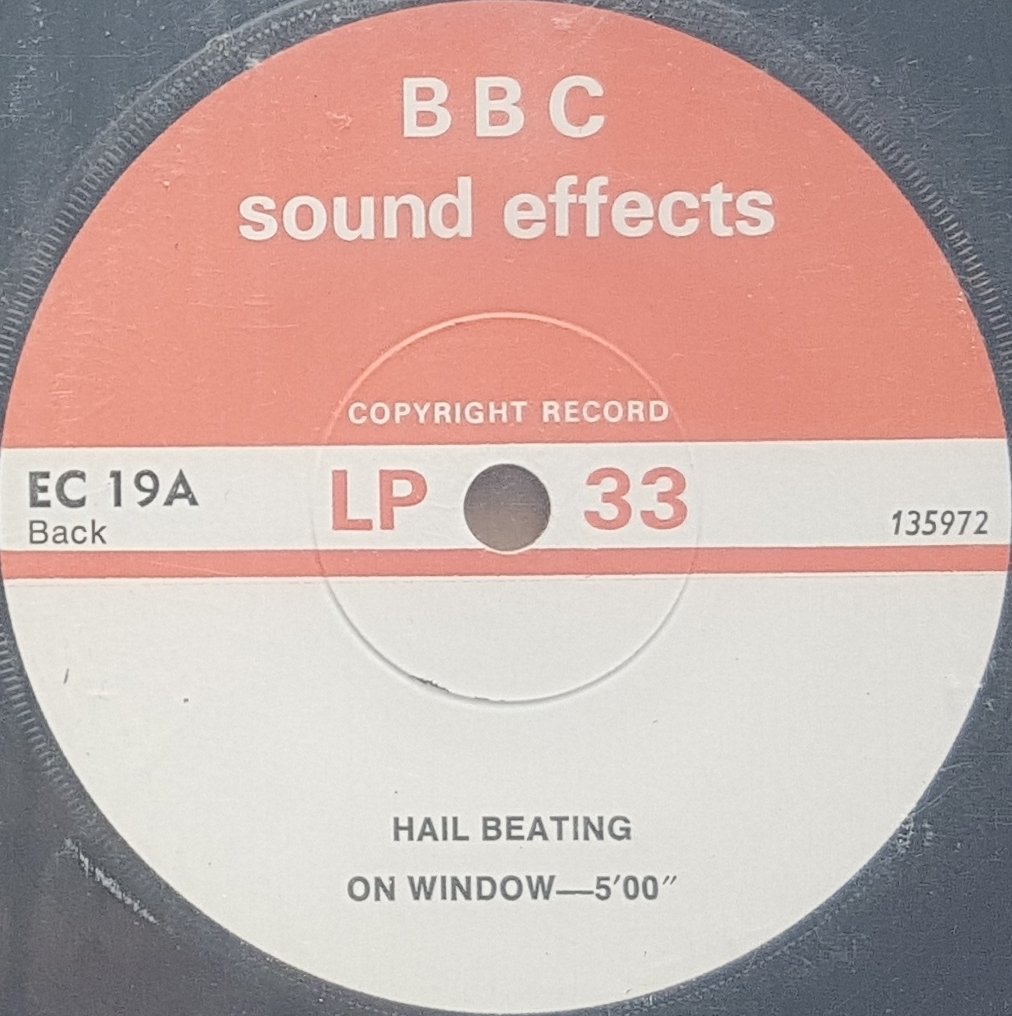 BBC
sound effects
COPYRIGHT RECORD
EC 19A
Back
LP 33
135972
HAIL BEATING
ON WINDOW—5′00″